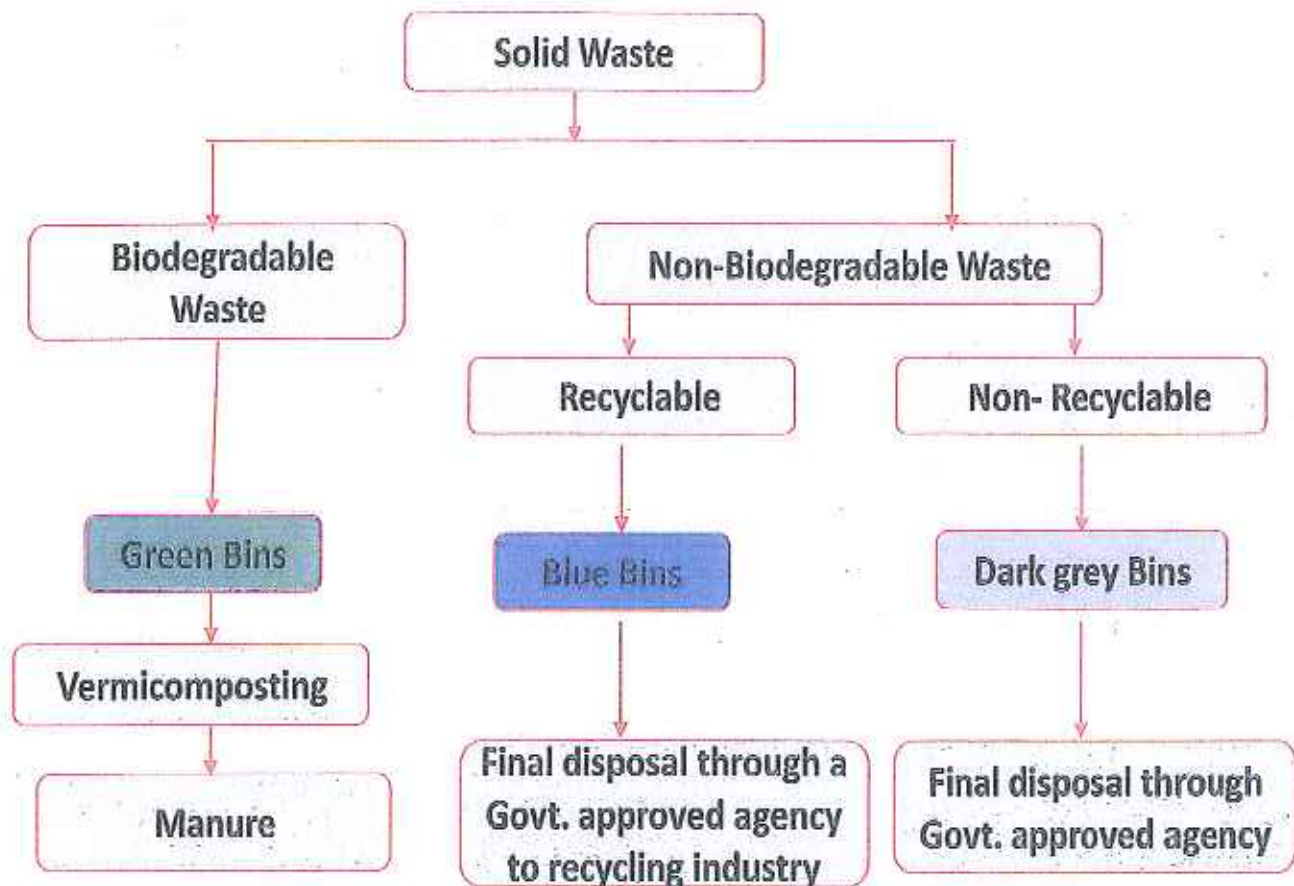 Solid Waste
Biodegradable
Waste
Non-Biodegradable Waste
Recyclable
Non- Recyclable
Green Bins
Blue Bins
Dark grey Bins
Vermicomposting
Manure
Final disposal through a
Govt. approved agency
to recycling industry
Final disposal through
Govt. approved agency